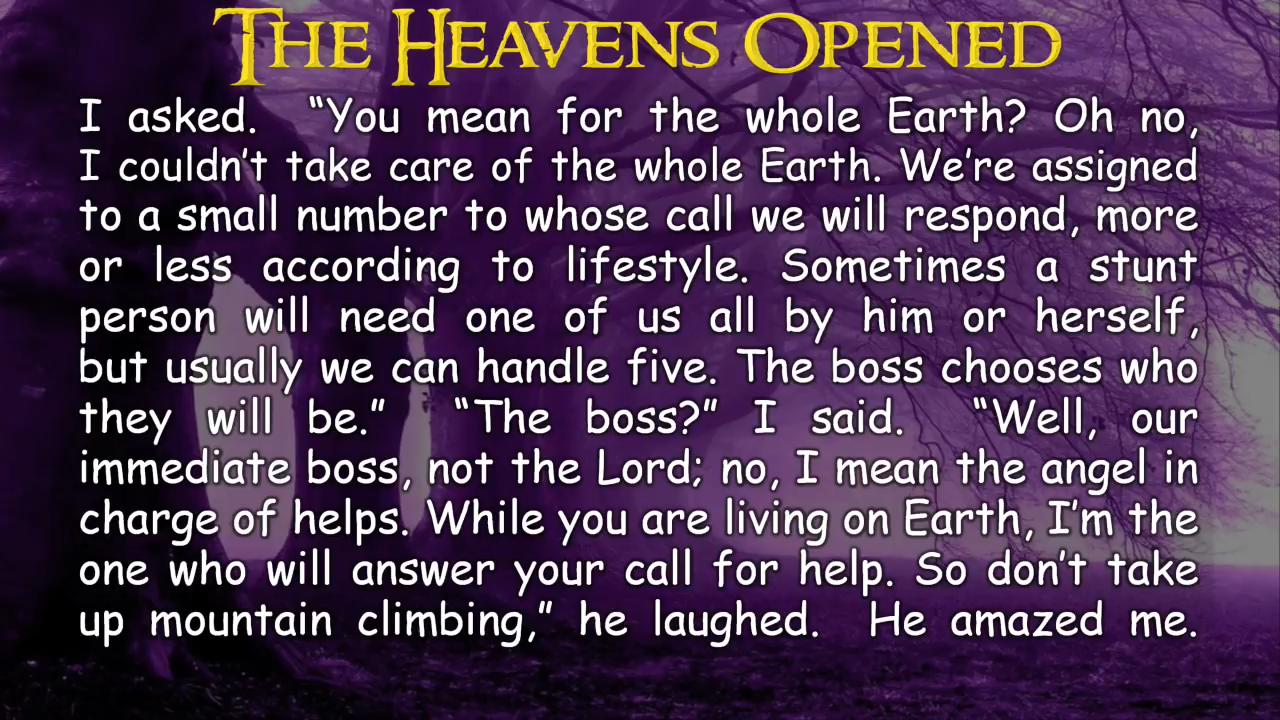 THE HEAVENS OPENED
I asked. “You mean for the whole Earth? Oh no,
I couldn’t take care of the whole Earth. We’re assigned
to a small number to whose call we will respond, more
or less according to lifestyle. Sometimes a stunt
person will need one of us all by him or herself,
but usually we can handle five. The boss chooses who
they will be.” “The boss?” I said. “Well, our
immediate boss, not the Lord; no, I mean the angel in
charge of helps. While you are living on Earth, I’m the
one who will answer your call for help. So don’t take
up mountain climbing,” he laughed. He amazed me.